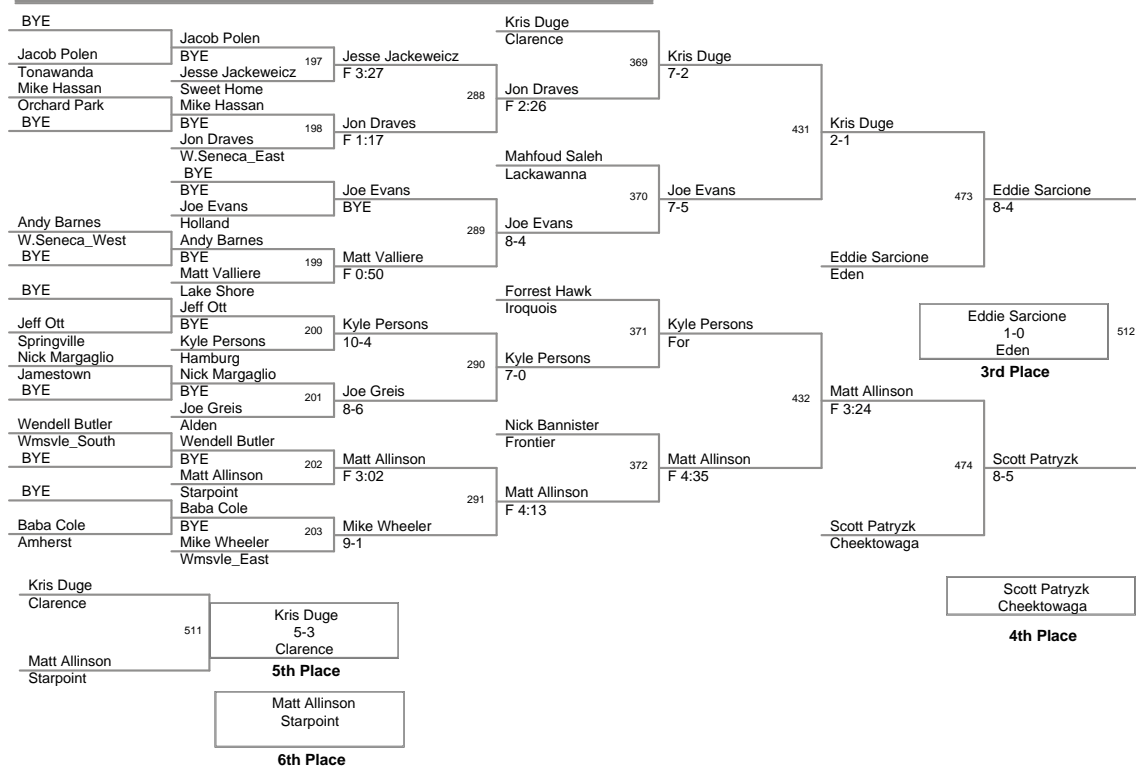 BYE
Jacob Polen
Tonawanda
Mike Hassan
Orchard Park
BYE
Andy Barnes
W.Seneca_West
BYE
BYE
Jeff Ott
Springville
Nick Margaglio
Jamestown
BYE
Wendell Butler
Wmsvle_South
BYE
BYE
Baba Cole
Amherst
Jacob Polen
BYE
197
Jesse Jackeweicz
Sweet Home
Mike Hassan
BYE
198
Jon Draves
W.Seneca_East
BYE
BYE
Joe Evans
Holland
Andy Barnes
BYE
199
Matt Valliere
Lake Shore
Jeff Ott
BYE
200
Kyle Persons
Hamburg
Nick Margaglio
BYE
201
Joe Greis
Alden
Wendell Butler
BYE
202
Matt Allinson
Starpoint
Baba Cole
BYE
203
Mike Wheeler
Wmsvle_East
Jesse Jackeweicz
F 3:27
288
Jon Draves
F 1:17
Joe Evans
BYE
289
Matt Valliere
F 0:50
Kyle Persons
10-4
290
Joe Greis
8-6
Matt Allinson
F 3:02
291
Mike Wheeler
9-1
Kris Duge
Clarence
369
Jon Draves
F 2:26
Mahfoud Saleh
Lackawanna
370
Joe Evans
8-4
Forrest Hawk
Iroquois
371
Kyle Persons
7-0
Nick Bannister
Frontier
372
Matt Allinson
F 4:13
Kris Duge
7-2
431
Joe Evans
7-5
Kyle Persons
For
432
Matt Allinson
F 4:35
Kris Duge
2-1
473
Eddie Sarcione
Eden
Matt Allinson
F 3:24
474
Scott Patryzk
Cheektowaga
Eddie Sarcione
8-4
Eddie Sarcione
1-0
Eden
512
3rd Place
Scott Patryzk
8-5
Scott Patryzk
Cheektowaga
4th Place
Kris Duge
Clarence
511
Matt Allinson
Starpoint
Kris Duge
5-3
Clarence
5th Place
Matt Allinson
Starpoint
6th Place